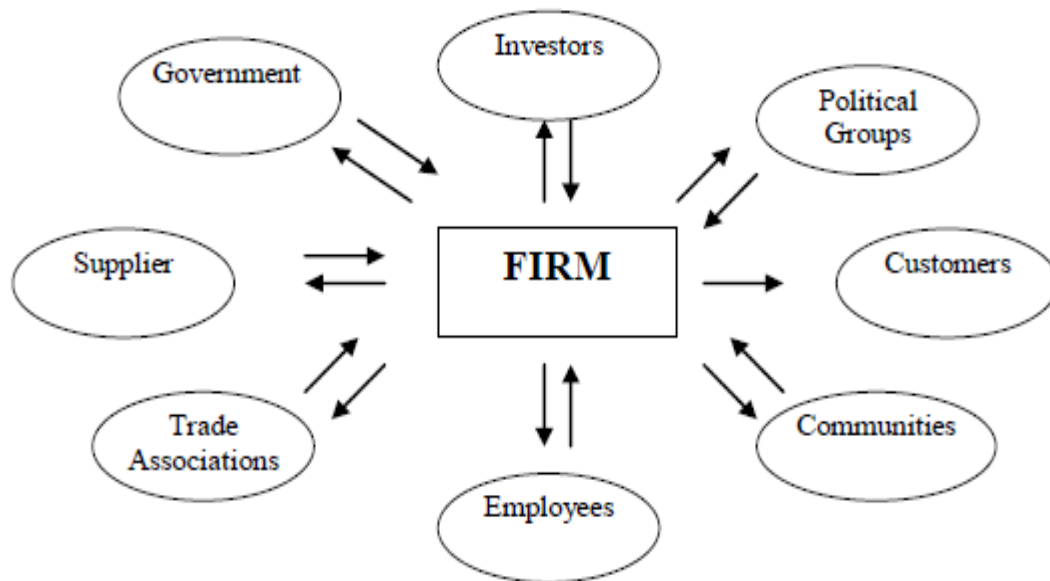 Investors
Government
Political
Groups
Supplier
FIRM
Customers
Trade
Associations
Communities
Employees